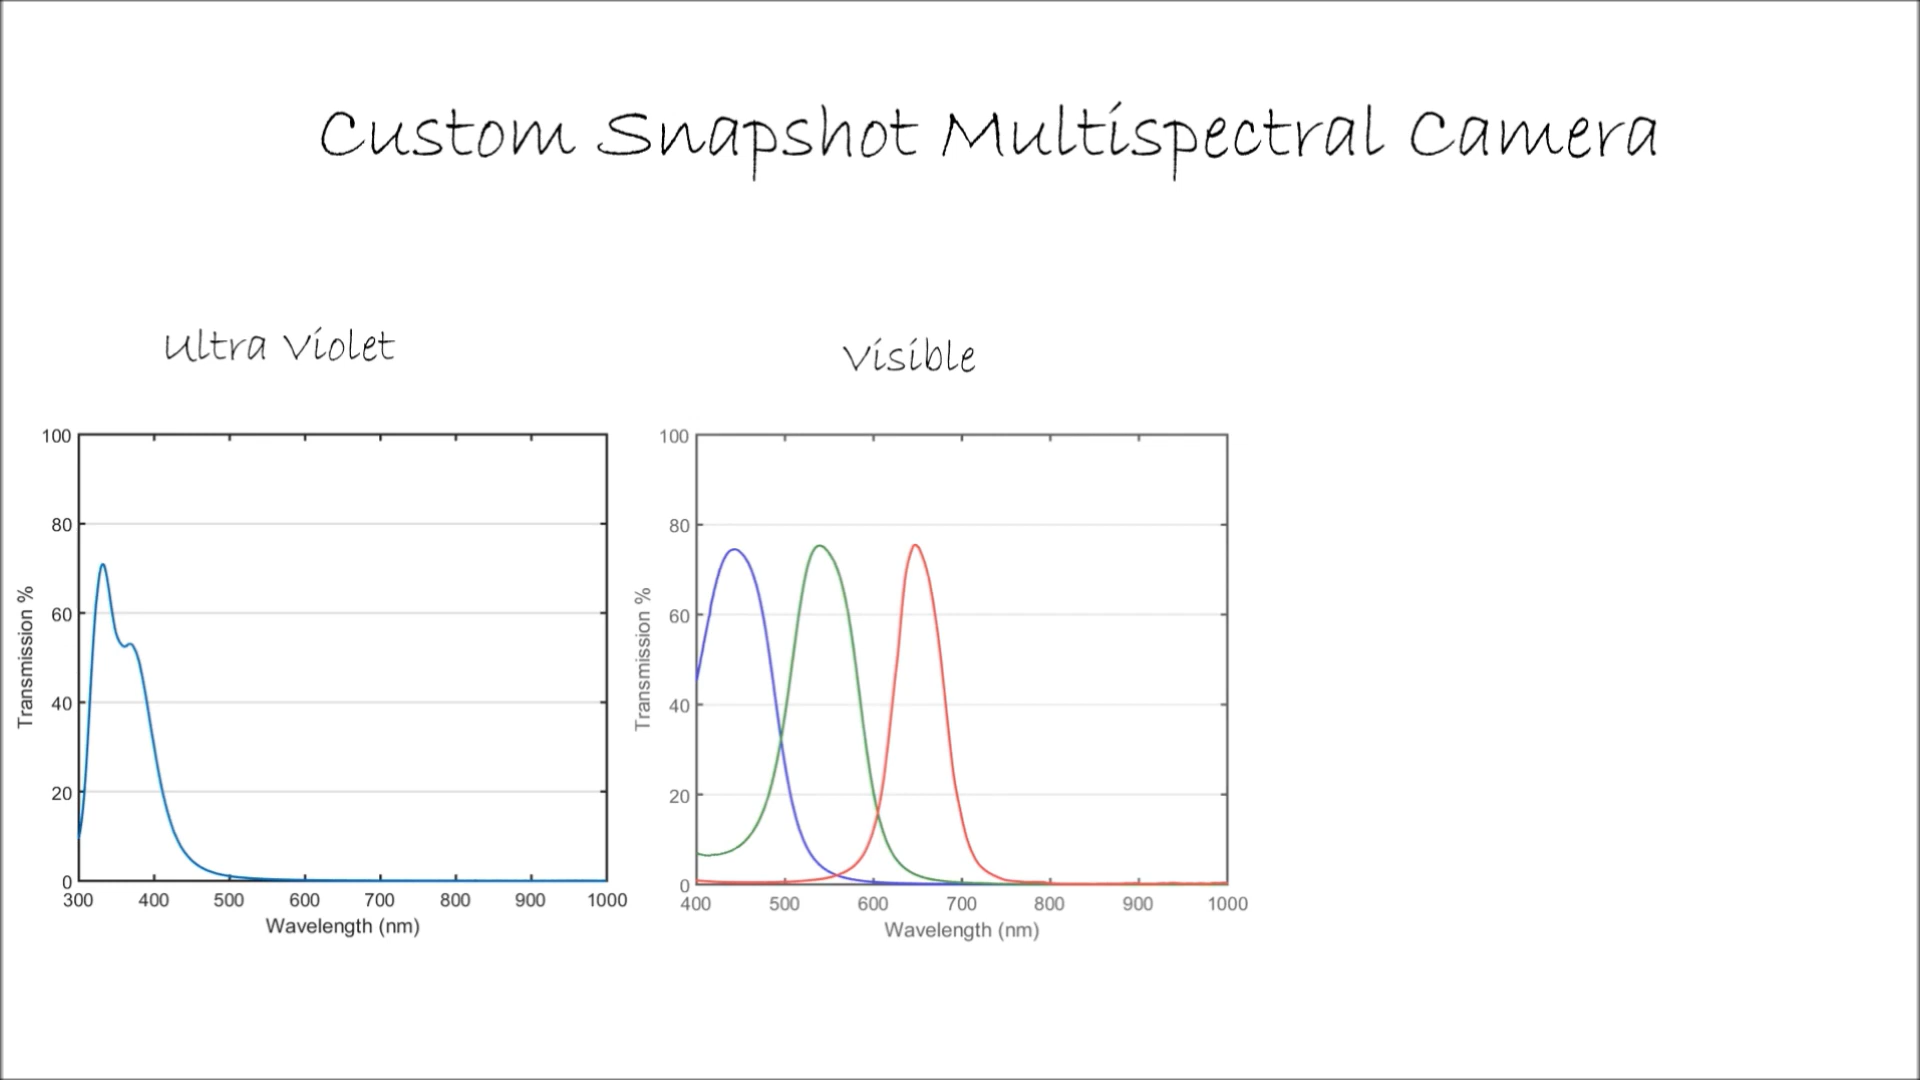 Custom Snapshot Multispectral Camera
Ultra Violet
Visible
100
80
60
40
20
0
Transmission %
300 400 500 600 700 800 900 1000
Wavelength (nm)
100
80
60
40
20
0
Transmission %
400 500 600 700 800 900 1000
Wavelength (nm)